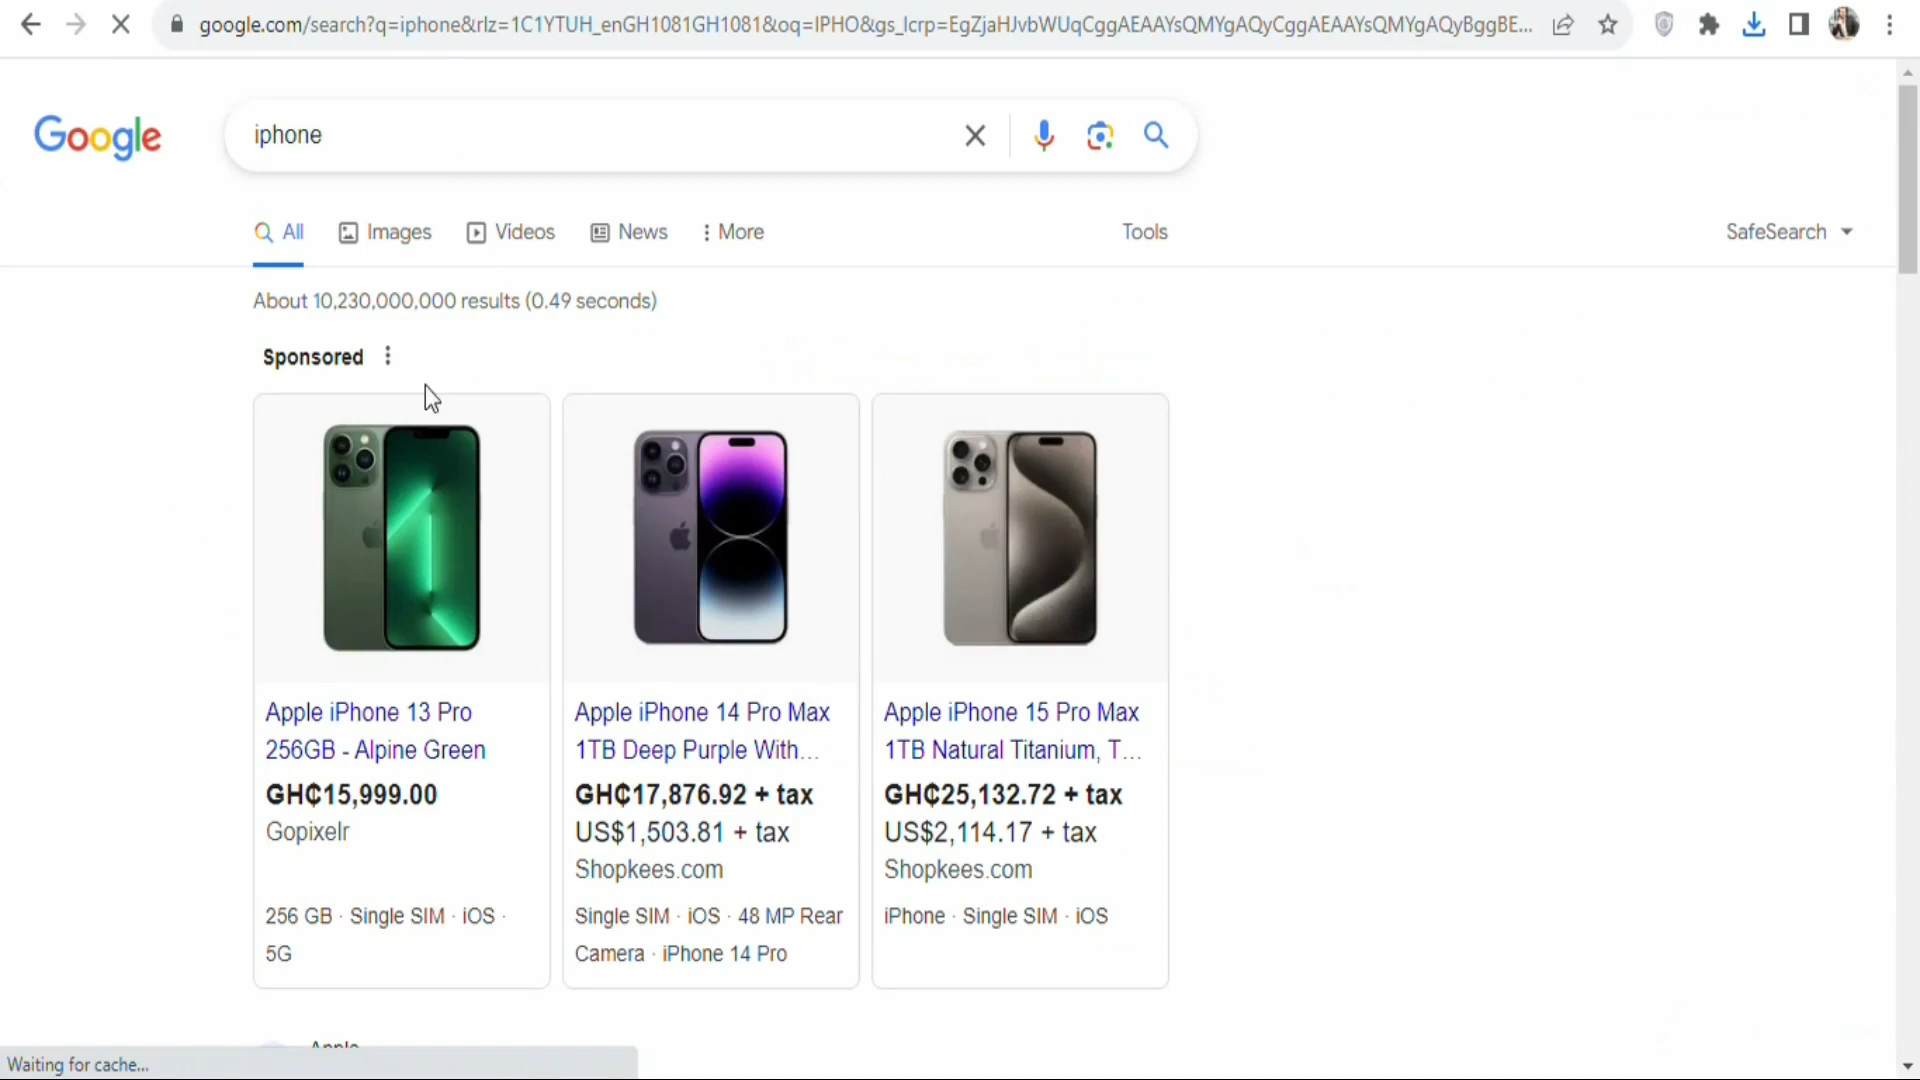 google.com/search?q=iphone&rlz=1C1YTUH_enGH1081GH1081&oq=IPHO&gs_lcrp=EgZjaHJvbWUqCggAEAAYsQMYgAQyCggAEAAYsQMYgAQyBggBE...
Google
iphone
All Images Videos News More Tools SafeSearch
About 10,230,000,000 results (0.49 seconds)
Sponsored
Apple iPhone 13 Pro
256GB - Alpine Green
GH₵15,999.00
Gopixelr
256 GB · Single SIM · iOS ·
5G
Apple iPhone 14 Pro Max
1TB Deep Purple With...
GH₵17,876.92 + tax
US$1,503.81 + tax
Shopkees.com
Single SIM · iOS · 48 MP Rear
Camera · iPhone 14 Pro
Apple iPhone 15 Pro Max
1TB Natural Titanium, T...
GH₵25,132.72 + tax
US$2,114.17 + tax
Shopkees.com
iPhone · Single SIM · iOS
Apple
Waiting for cache...